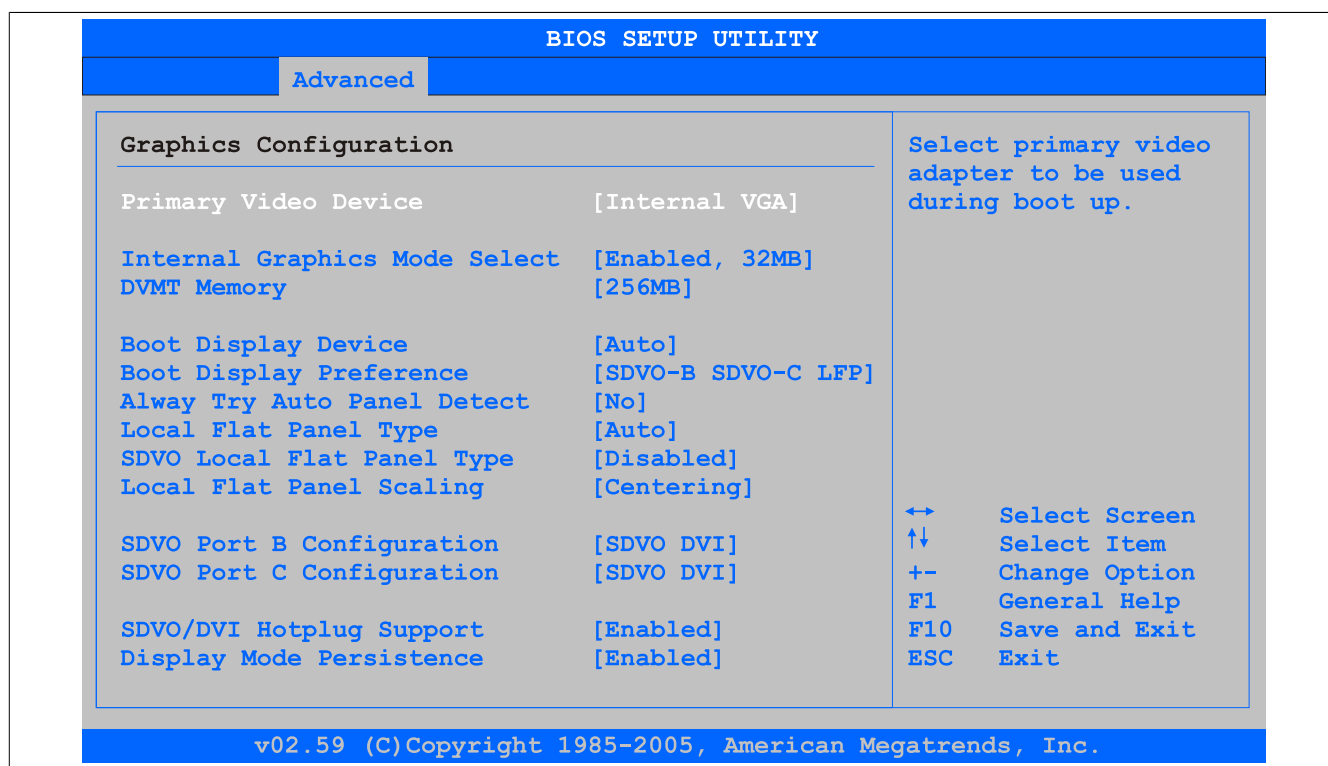 BIOS SETUP UTILITY
Advanced
Graphics Configuration
Primary Video Device [Internal VGA]
Internal Graphics Mode Select [Enabled, 32MB]
DVMT Memory [256MB]
Boot Display Device [Auto]
Boot Display Preference [SDVO-B SDVO-C LFP]
Alway Try Auto Panel Detect [No]
Local Flat Panel Type [Auto]
SDVO Local Flat Panel Type [Disabled]
Local Flat Panel Scaling [Centering]
SDVO Port B Configuration [SDVO DVI]
SDVO Port C Configuration [SDVO DVI]
SDVO/DVI Hotplug Support [Enabled]
Display Mode Persistence [Enabled]
Select primary video
adapter to be used
during boot up.
↔ Select Screen
↑↓ Select Item
+- Change Option
F1 General Help
F10 Save and Exit
ESC Exit
v02.59 (C)Copyright 1985-2005, American Megatrends, Inc.